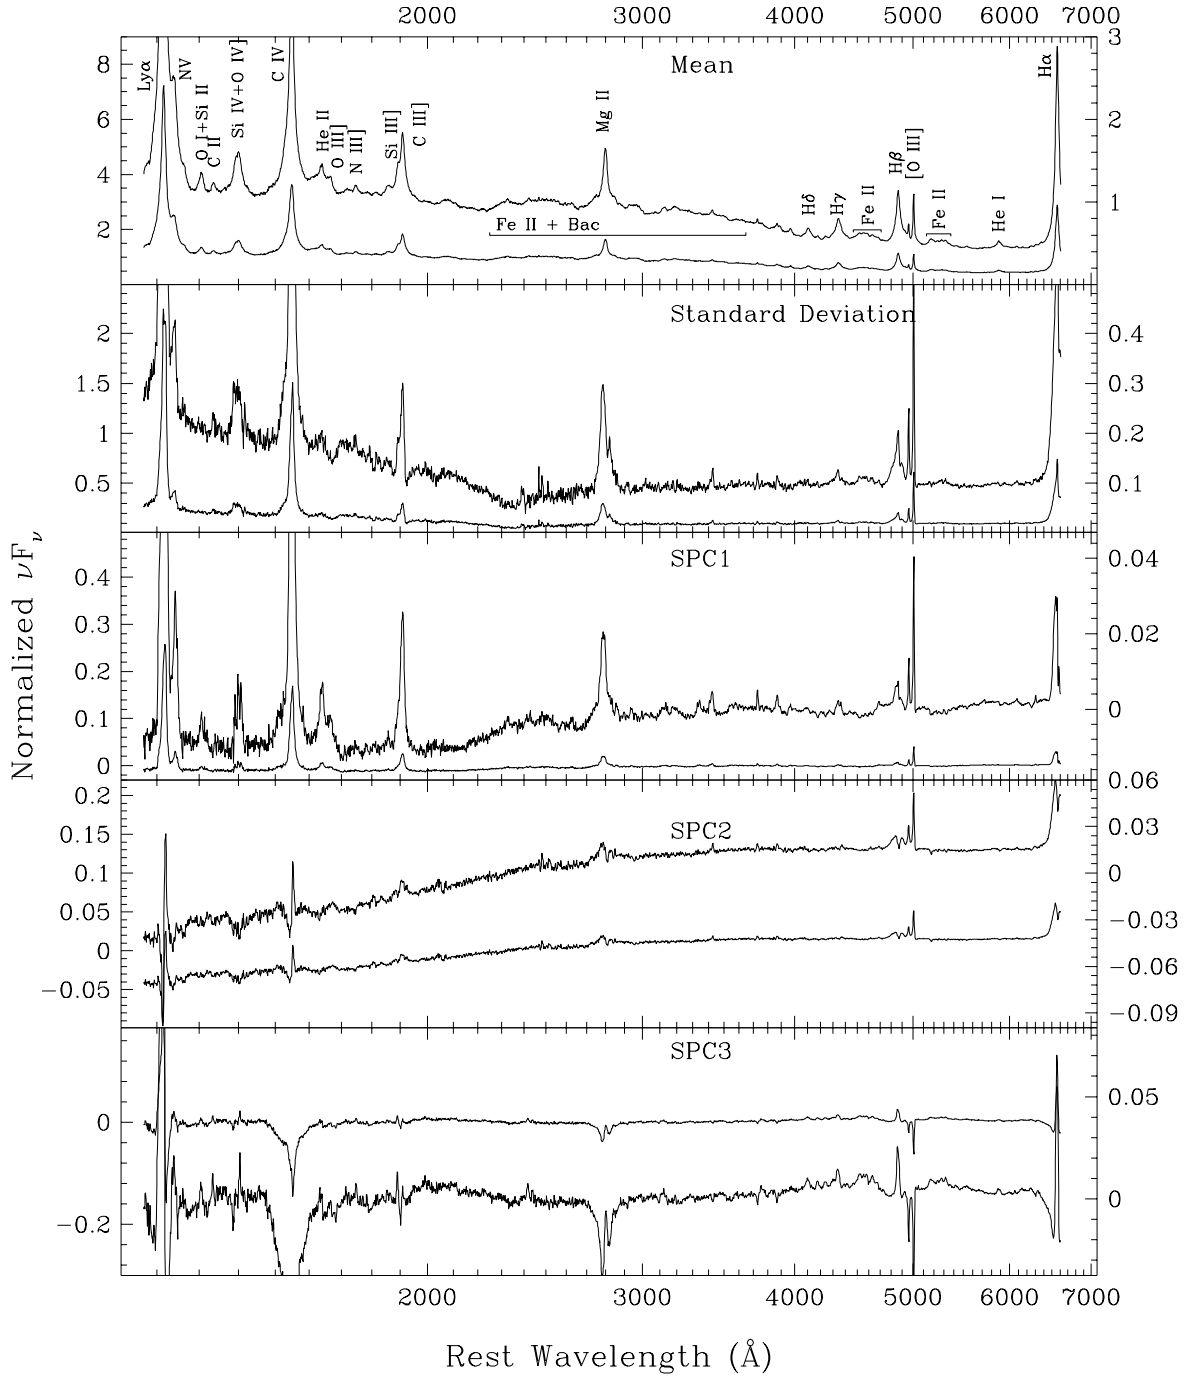 2000 3000 4000 5000 6000 7000
Mean
Lyα
NV
O I+Si II
C II
Si IV+O IV]
C IV
He II
O III]
N III]
Si III]
C III]
Mg II
Fe II + Bac
Hδ
Hγ
Fe II
Hβ
[O III]
Fe II
He I
Hα
8
6
4
2
3
2
1
Standard Deviation
2
1.5
1
0.5
0.4
0.3
0.2
0.1
SPC1
0.4
0.3
0.2
0.1
0
0.04
0.02
0
SPC2
0.2
0.15
0.1
0.05
0
−0.05
0.06
0.03
0
−0.03
−0.06
−0.09
SPC3
0
−0.2
0.05
0
Normalized νFν
2000 3000 4000 5000 6000 7000
Rest Wavelength (Å)